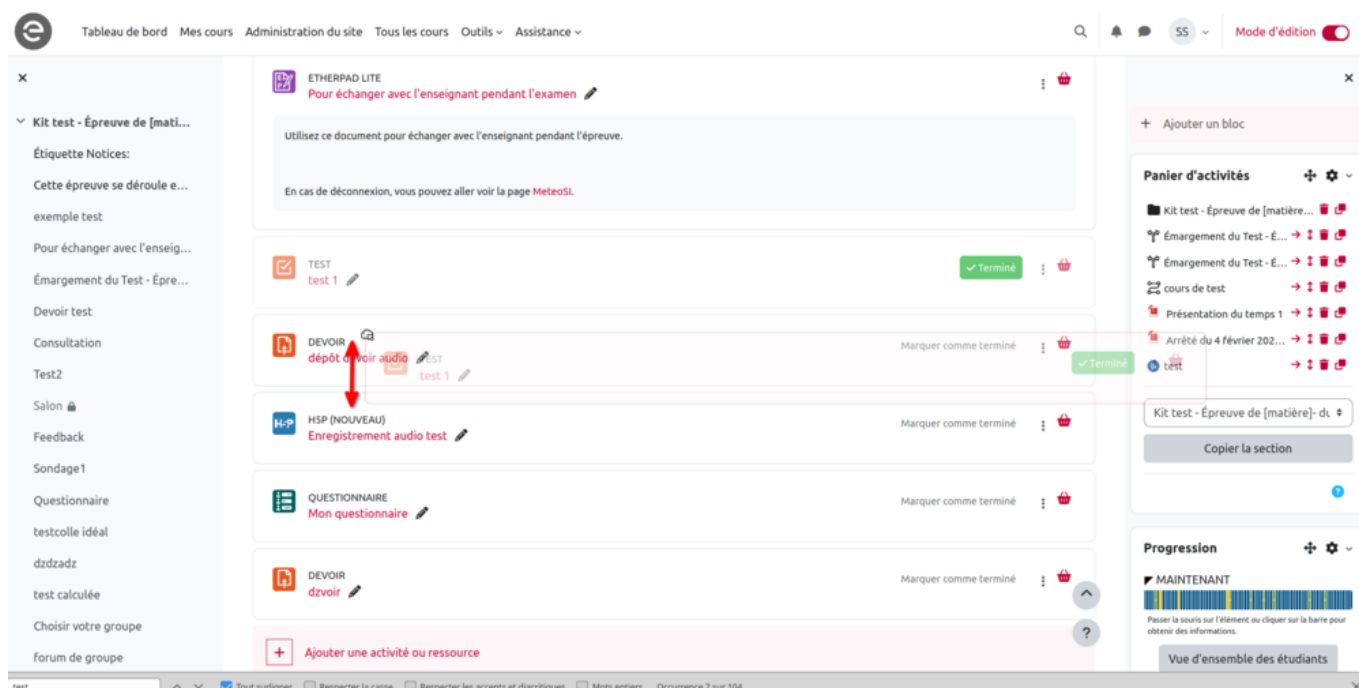 e
Tableau de bord Mes cours Administration du site Tous les cours Outils Assistance
SS
Mode d'édition
Kit test - Épreuve de [mati...
Étiquette Notices:
Cette épreuve se déroule e...
exemple test
Pour échanger avec l'enseig...
Émargement du Test - Épre...
Devoir test
Consultation
Test2
Salon
Feedback
Sondage1
Questionnaire
testcolle idéal
dzdzadz
test calculée
Choisir votre groupe
forum de groupe
ETHERPAD LITE
Pour échanger avec l'enseignant pendant l'examen
Utilisez ce document pour échanger avec l'enseignant pendant l'épreuve.
En cas de déconnexion, vous pouvez aller voir la page MeteoSI.
TEST
test 1
✓ Terminé
DEVOIR
dépôt devoir audio
Marquer comme terminé
TEST
test 1
✓ Terminé
H-P
H5P (NOUVEAU)
Enregistrement audio test
Marquer comme terminé
QUESTIONNAIRE
Mon questionnaire
Marquer comme terminé
DEVOIR
dzvoir
Marquer comme terminé
?
+ Ajouter une activité ou ressource
+ Ajouter un bloc
Panier d'activités
Kit test - Épreuve de [matière...
Émargement du Test - É...
Émargement du Test - É...
cours de test
Présentation du temps 1
Arrêté du 4 février 202...
test
Kit test - Épreuve de [matière]- du
Copier la section
?
Progression
MAINTENANT
Passer la souris sur l'élément ou cliquer sur la barre pour
obtenir des informations.
Vue d'ensemble des étudiants
test
Tout surligner Respecter la casse Respecter les accents et diacritiques Mots entiers Occurrence 7 sur 104